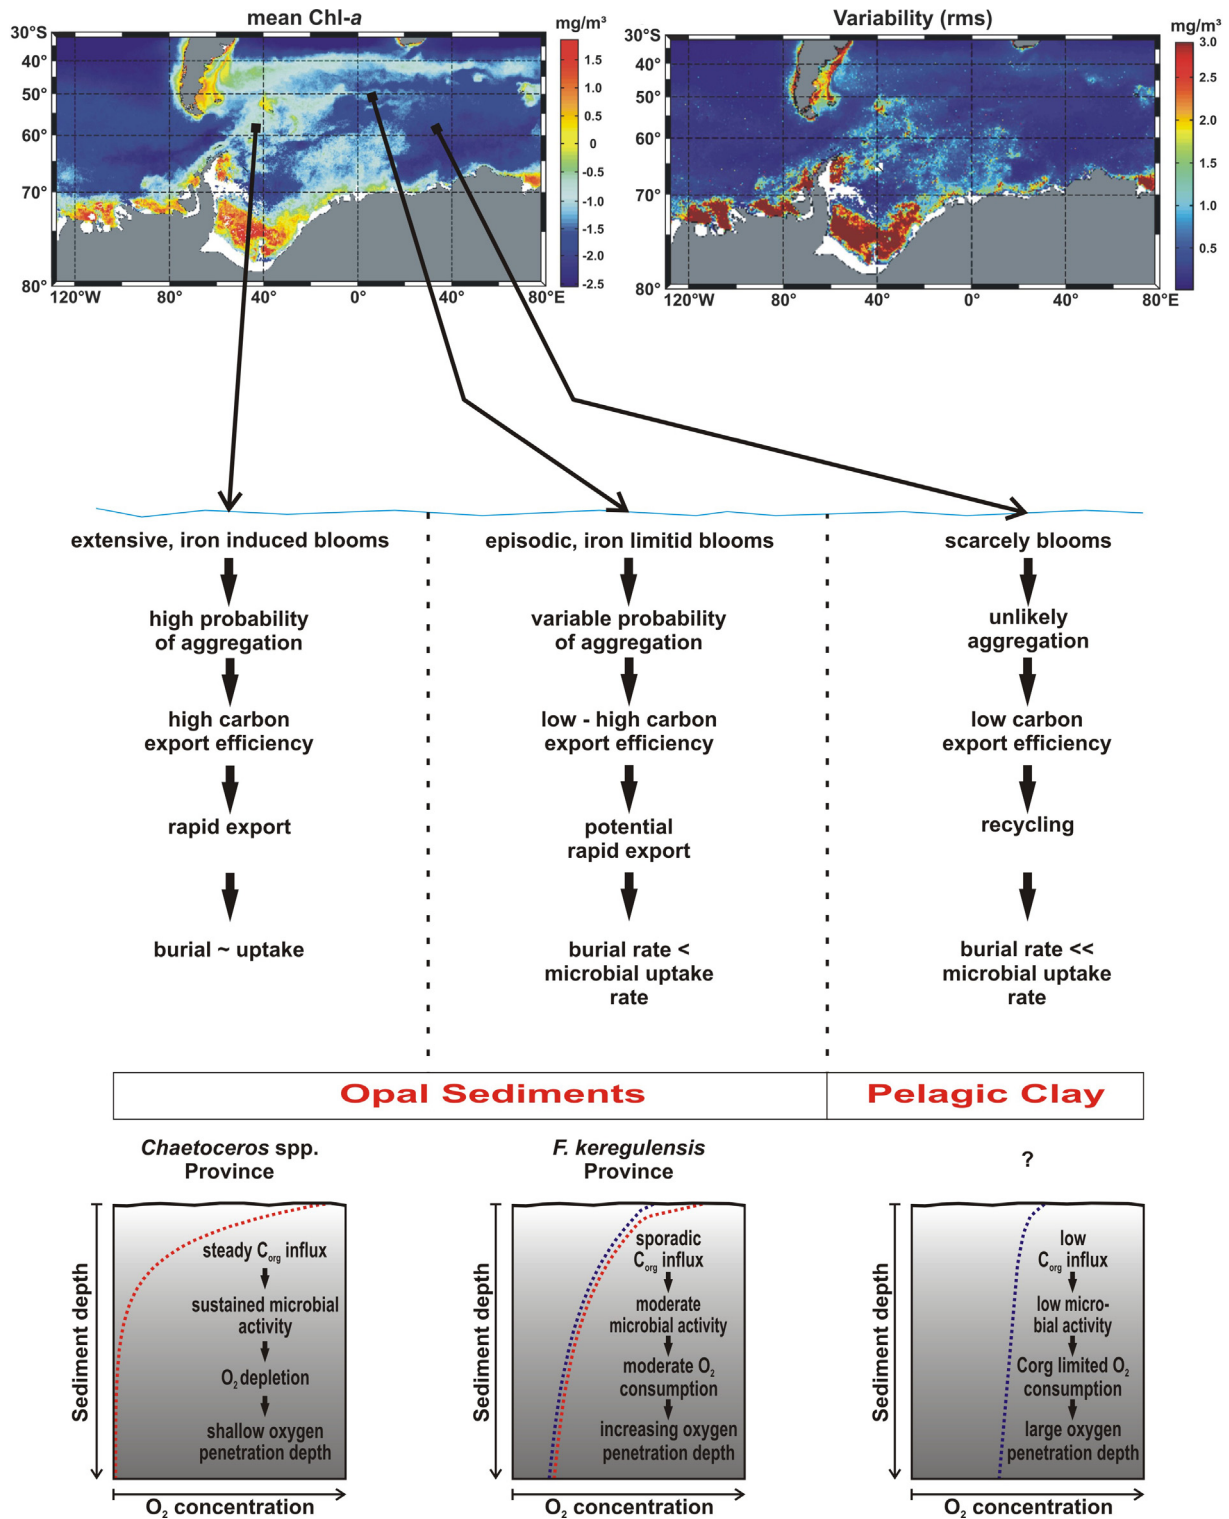 mean Chl-a
mg/m³
30°S
40°
50°
60°
70°
80°
120°W
80°
40°
0°
40°
80°E
1.5
1.0
0.5
0
-0.5
-1.0
-1.5
-2.0
-2.5
Variability (rms)
mg/m³
30°S
40°
50°
60°
70°
80°
120°W
80°
40°
0°
40°
80°E
3.0
2.5
2.0
1.5
1.0
0.5
extensive, iron induced blooms
high probability
of aggregation
high carbon
export efficiency
rapid export
burial ~ uptake
episodic, iron limitid blooms
variable probability
of aggregation
low - high carbon
export efficiency
potential
rapid export
burial rate <
microbial uptake
rate
scarcely blooms
unlikely
aggregation
low carbon
export efficiency
recycling
burial rate <<
microbial uptake
rate
Opal Sediments
Pelagic Clay
Chaetoceros spp.
Province
Sediment depth
steady Corg influx
sustained microbial
activity
O2 depletion
shallow oxygen
penetration depth
O2 concentration
F. keregulensis
Province
Sediment depth
sporadic
Corg influx
moderate
microbial activity
moderate O2
consumption
increasing oxygen
penetration depth
O2 concentration
?
Sediment depth
low
Corg influx
low micro-
bial activity
Corg limited O2
consumption
large oxygen
penetration depth
O2 concentration